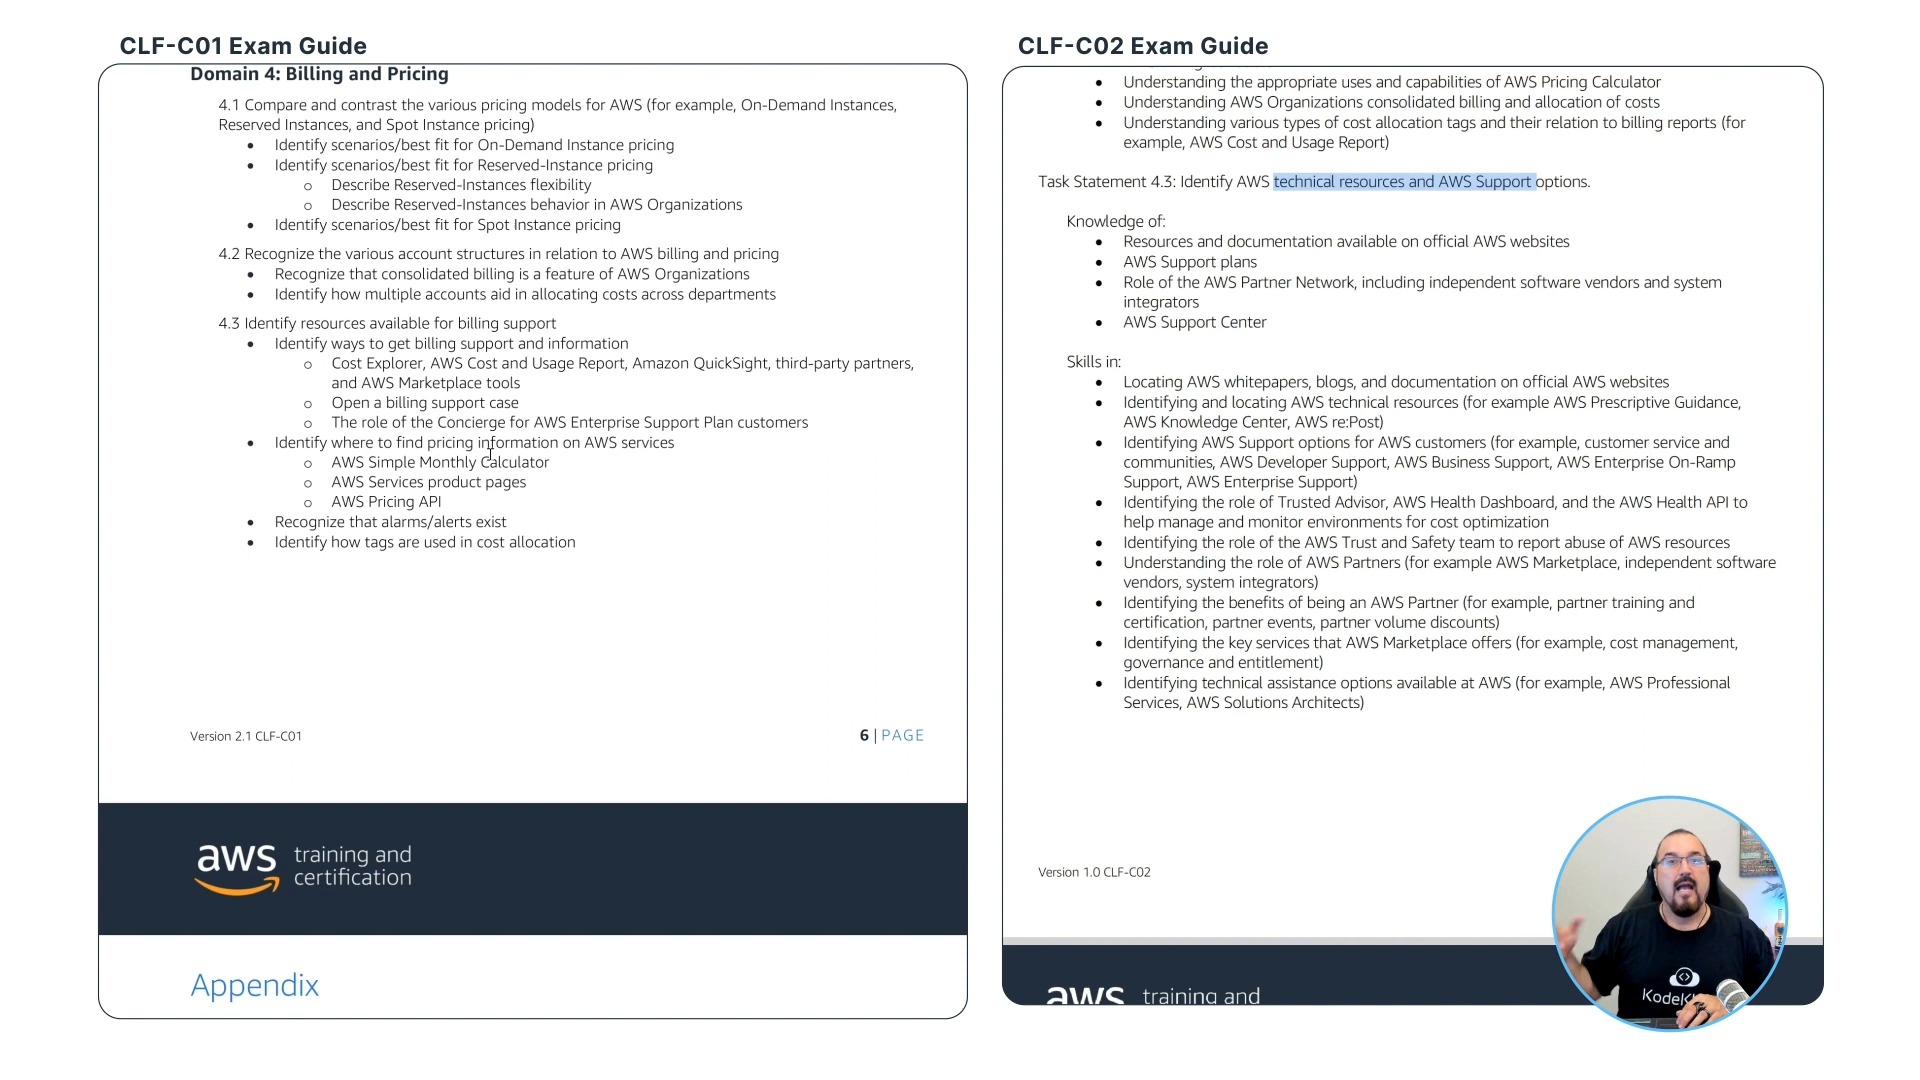 CLF-C01 Exam Guide
Domain 4: Billing and Pricing
4.1 Compare and contrast the various pricing models for AWS (for example, On-Demand Instances,
Reserved Instances, and Spot Instance pricing)
• Identify scenarios/best fit for On-Demand Instance pricing
• Identify scenarios/best fit for Reserved-Instance pricing
o Describe Reserved-Instances flexibility
o Describe Reserved-Instances behavior in AWS Organizations
• Identify scenarios/best fit for Spot Instance pricing
4.2 Recognize the various account structures in relation to AWS billing and pricing
• Recognize that consolidated billing is a feature of AWS Organizations
• Identify how multiple accounts aid in allocating costs across departments
4.3 Identify resources available for billing support
• Identify ways to get billing support and information
o Cost Explorer, AWS Cost and Usage Report, Amazon QuickSight, third-party partners,
and AWS Marketplace tools
o Open a billing support case
o The role of the Concierge for AWS Enterprise Support Plan customers
• Identify where to find pricing information on AWS services
o AWS Simple Monthly Calculator
o AWS Services product pages
o AWS Pricing API
• Recognize that alarms/alerts exist
• Identify how tags are used in cost allocation
Version 2.1 CLF-C01
6 | PAGE
aws training and
certification
Appendix
CLF-C02 Exam Guide
• Understanding the appropriate uses and capabilities of AWS Pricing Calculator
• Understanding AWS Organizations consolidated billing and allocation of costs
• Understanding various types of cost allocation tags and their relation to billing reports (for
example, AWS Cost and Usage Report)
Task Statement 4.3: Identify AWS technical resources and AWS Support options.
Knowledge of:
• Resources and documentation available on official AWS websites
• AWS Support plans
• Role of the AWS Partner Network, including independent software vendors and system
integrators
• AWS Support Center
Skills in:
• Locating AWS whitepapers, blogs, and documentation on official AWS websites
• Identifying and locating AWS technical resources (for example AWS Prescriptive Guidance,
AWS Knowledge Center, AWS re:Post)
• Identifying AWS Support options for AWS customers (for example, customer service and
communities, AWS Developer Support, AWS Business Support, AWS Enterprise On-Ramp
Support, AWS Enterprise Support)
• Identifying the role of Trusted Advisor, AWS Health Dashboard, and the AWS Health API to
help manage and monitor environments for cost optimization
• Identifying the role of the AWS Trust and Safety team to report abuse of AWS resources
• Understanding the role of AWS Partners (for example AWS Marketplace, independent software
vendors, system integrators)
• Identifying the benefits of being an AWS Partner (for example, partner training and
certification, partner events, partner volume discounts)
• Identifying the key services that AWS Marketplace offers (for example, cost management,
governance and entitlement)
• Identifying technical assistance options available at AWS (for example, AWS Professional
Services, AWS Solutions Architects)
Version 1.0 CLF-C02
aws training and